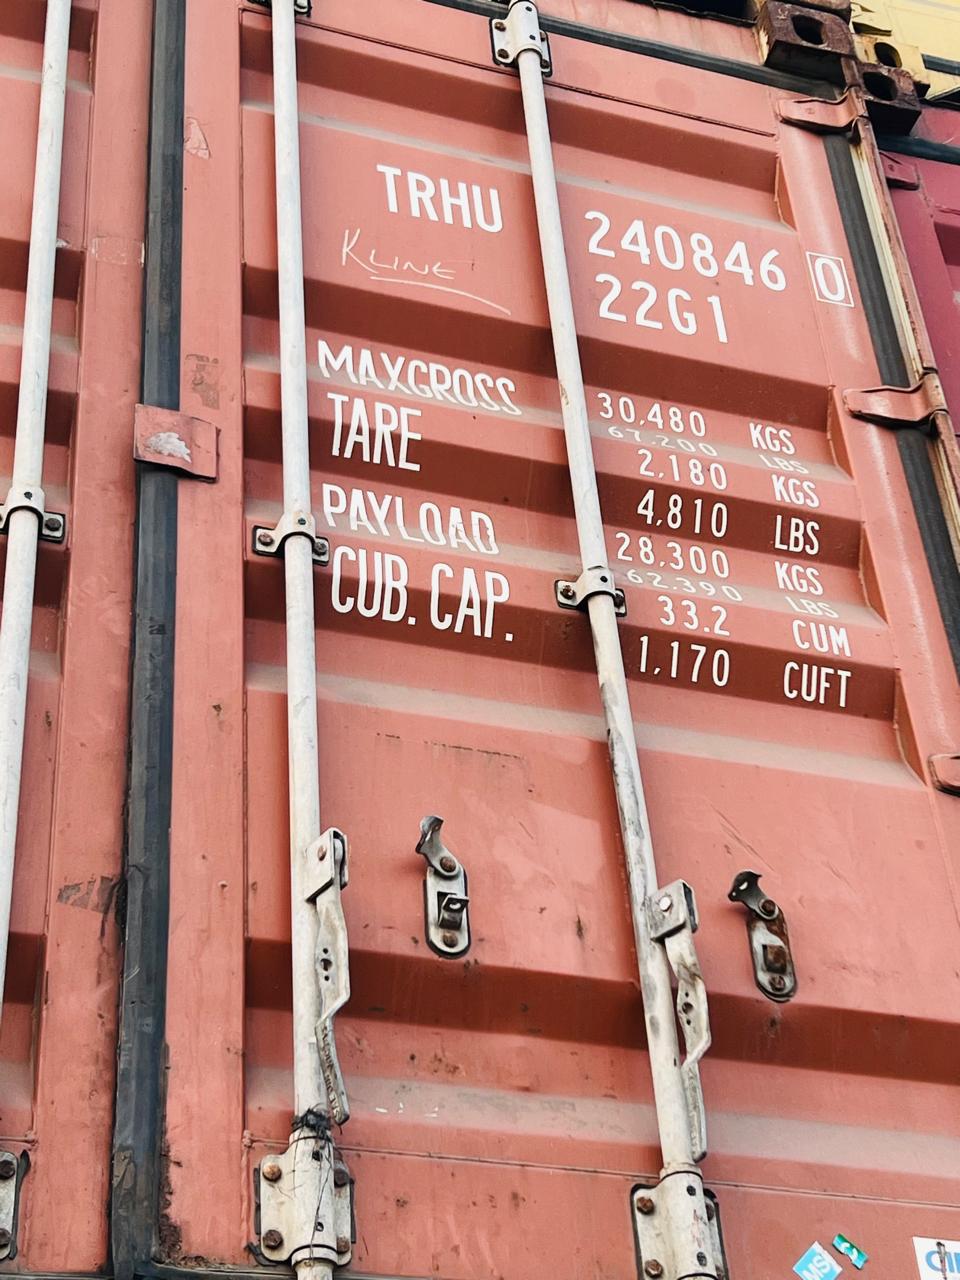 TRHU 240846 0
KLINE 22G1
MAXGROSS 30,480 KGS
67.200 LBS
TARE 2,180 KGS
4,810 LBS
PAYLOAD 28,300 KGS
62.390 LBS
CUB. CAP. 33.2 CUM
1,170 CUFT